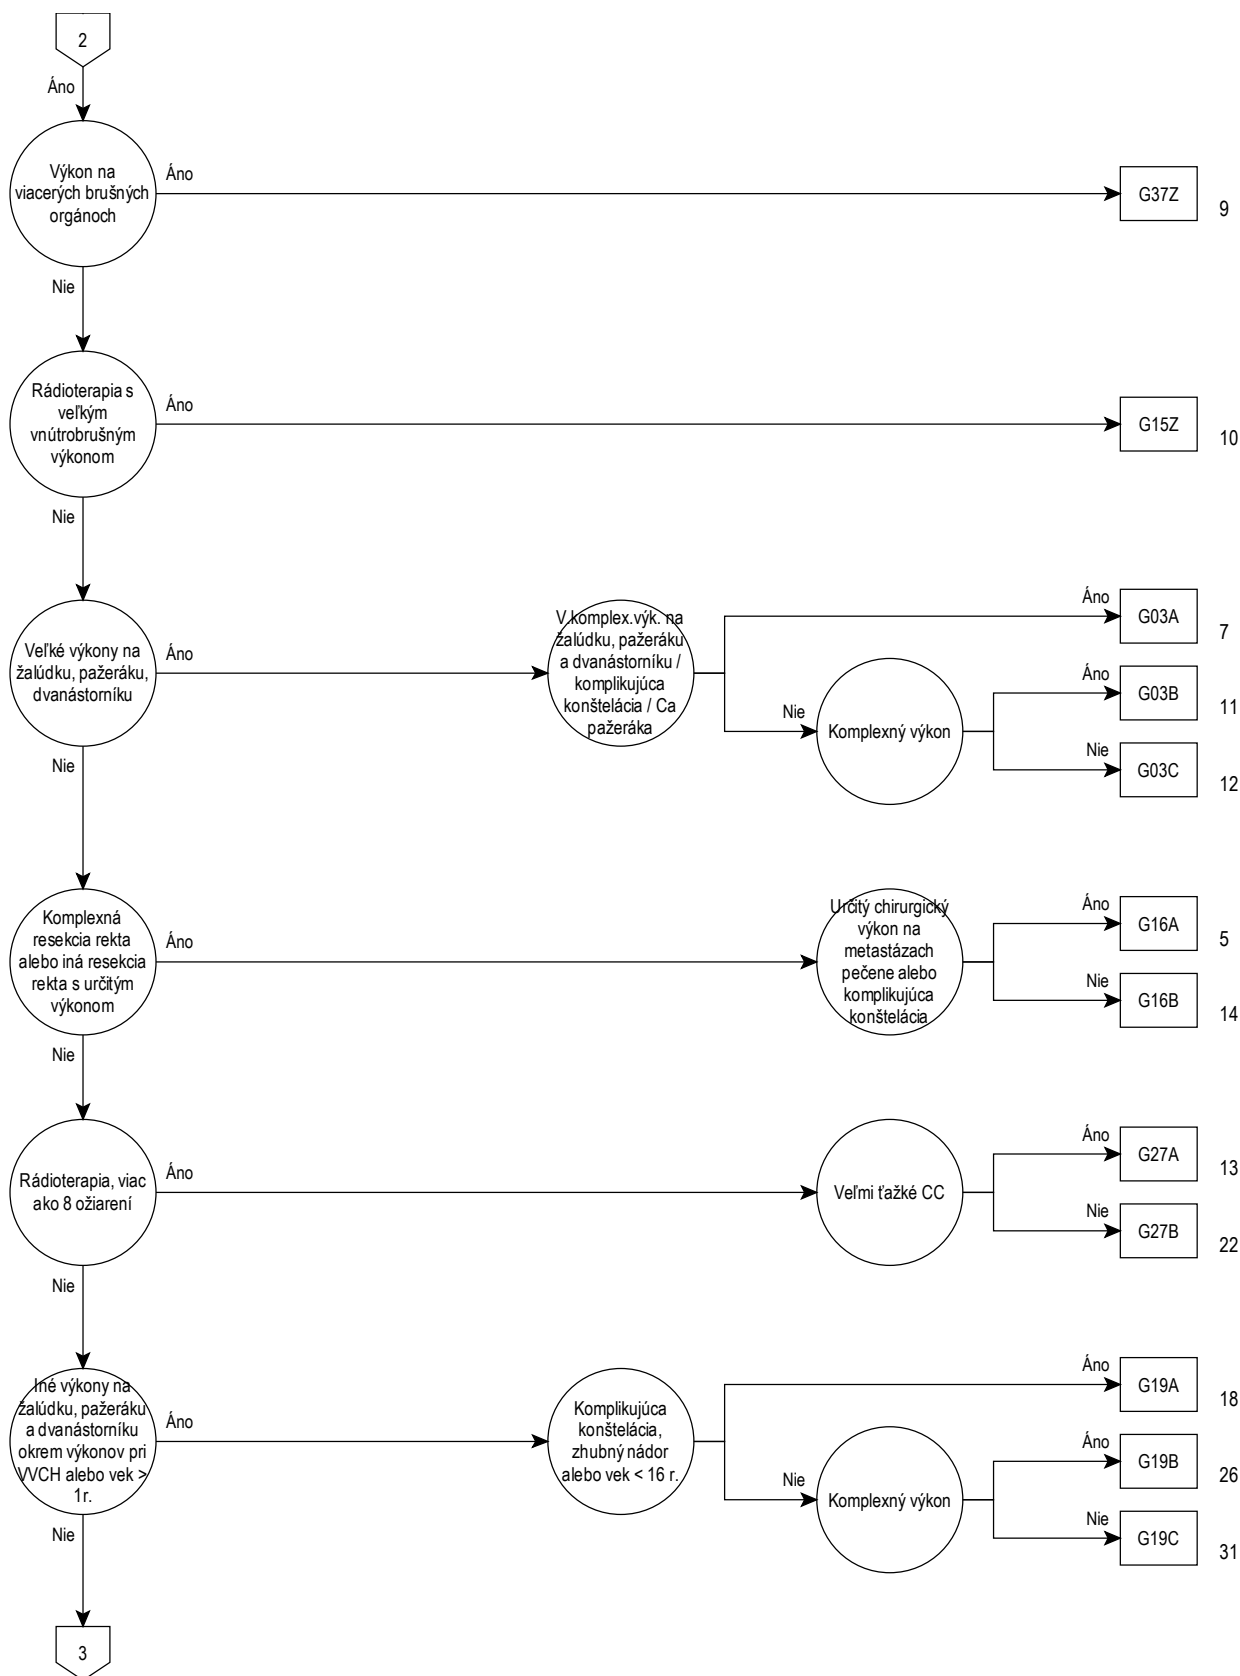 2
Áno
Výkon na
viacerých brušných
orgánoch
Áno
G37Z
9
Nie
Rádioterapia s
veľkým
vnútrobrušným
výkonom
Áno
G15Z
10
Nie
Veľké výkony na
žalúdku, pažeráku,
dvanástorníku
Áno
V.komplex.výk. na
žalúdku, pažeráku
a dvanástorníku /
komplikujúca
konštelácia / Ca
pažeráka
Áno
G03A
7
Nie
Komplexný výkon
Áno
G03B
11
Nie
G03C
12
Nie
Komplexná
resekcia rekta
alebo iná resekcia
rekta s určitým
výkonom
Áno
Určitý chirurgický
výkon na
metastázach
pečene alebo
komplikujúca
konštelácia
Áno
G16A
5
Nie
G16B
14
Nie
Rádioterapia, viac
ako 8 ožiarení
Áno
Veľmi ťažké CC
Áno
G27A
13
Nie
G27B
22
Nie
Iné výkony na
žalúdku, pažeráku
a dvanástorníku
okrem výkonov pri
VVCH alebo vek >
1r.
Áno
Komplikujúca
konštelácia,
zhubný nádor
alebo vek < 16 r.
Áno
G19A
18
Nie
Komplexný výkon
Áno
G19B
26
Nie
G19C
31
Nie
3